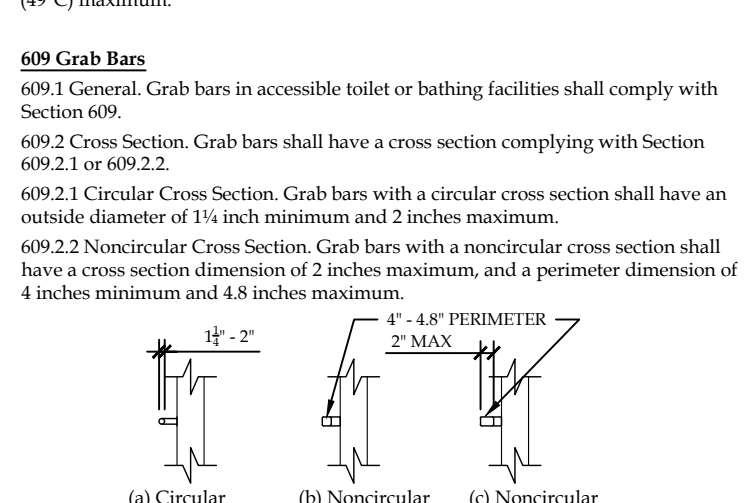 (49°C) maximum.
609 Grab Bars
609.1 General. Grab bars in accessible toilet or bathing facilities shall comply with
Section 609.
609.2 Cross Section. Grab bars shall have a cross section complying with Section
609.2.1 or 609.2.2.
609.2.1 Circular Cross Section. Grab bars with a circular cross section shall have an
outside diameter of 1¼ inch minimum and 2 inches maximum.
609.2.2 Noncircular Cross Section. Grab bars with a noncircular cross section shall
have a cross section dimension of 2 inches maximum, and a perimeter dimension of
4 inches minimum and 4.8 inches maximum.
4" - 4.8" PERIMETER
1¼" - 2"
2" MAX
(a) Circular
(b) Noncircular
(c) Noncircular